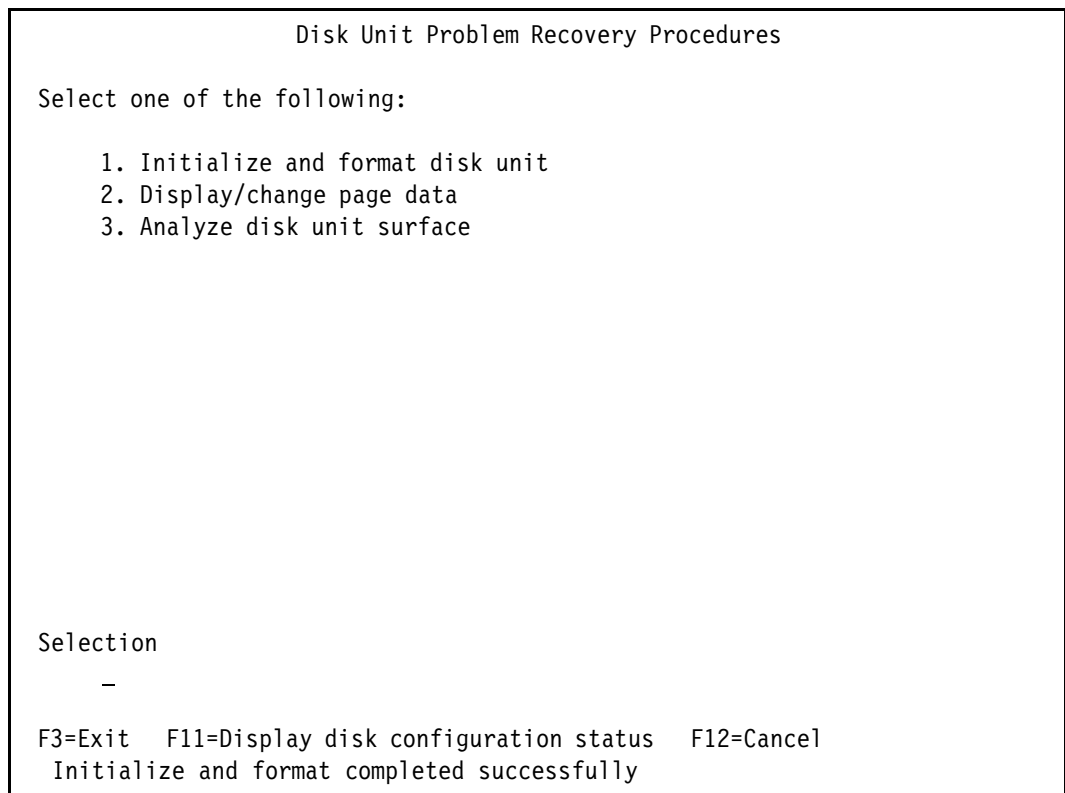 Disk Unit Problem Recovery Procedures
Select one of the following:
1. Initialize and format disk unit
2. Display/change page data
3. Analyze disk unit surface
Selection
_
F3=Exit F11=Display disk configuration status F12=Cancel
Initialize and format completed successfully